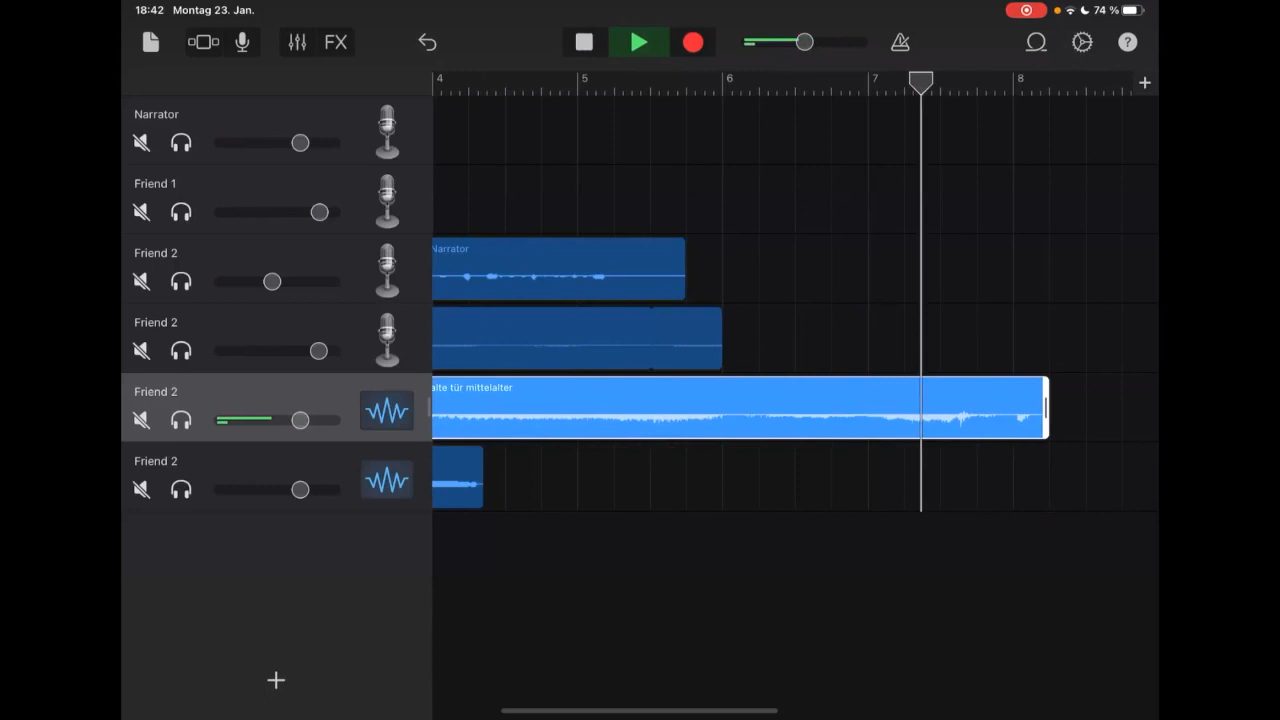 18:42 Montag 23. Jan.
74 %
FX
?
4 5 6 7 8
Narrator
Friend 1
Friend 2
Narrator
Friend 2
Friend 2
alte tür mittelalter
Friend 2